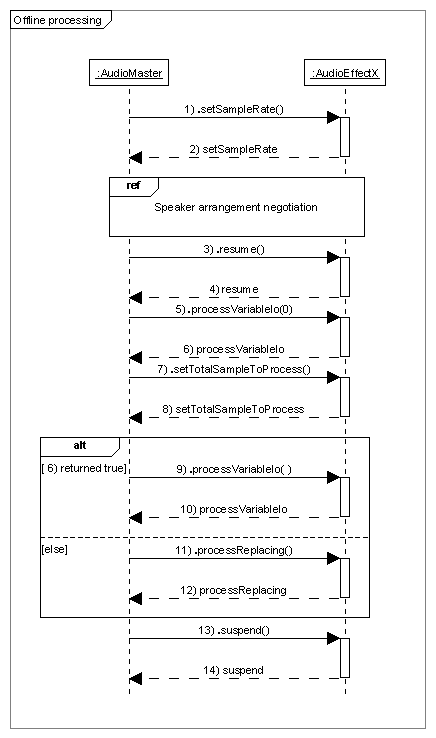 Offline processing
:AudioMaster :AudioEffectX
1) .setSampleRate()
2) setSampleRate
ref
Speaker arrangement negotiation
3) .resume()
4) resume
5) .processVariableIo(0)
6) processVariableIo
7) .setTotalSampleToProcess()
8) setTotalSampleToProcess
alt
[ 6) returned true] 9) .processVariableIo( )
10) processVariableIo
[else] 11) .processReplacing()
12) processReplacing
13) .suspend()
14) suspend